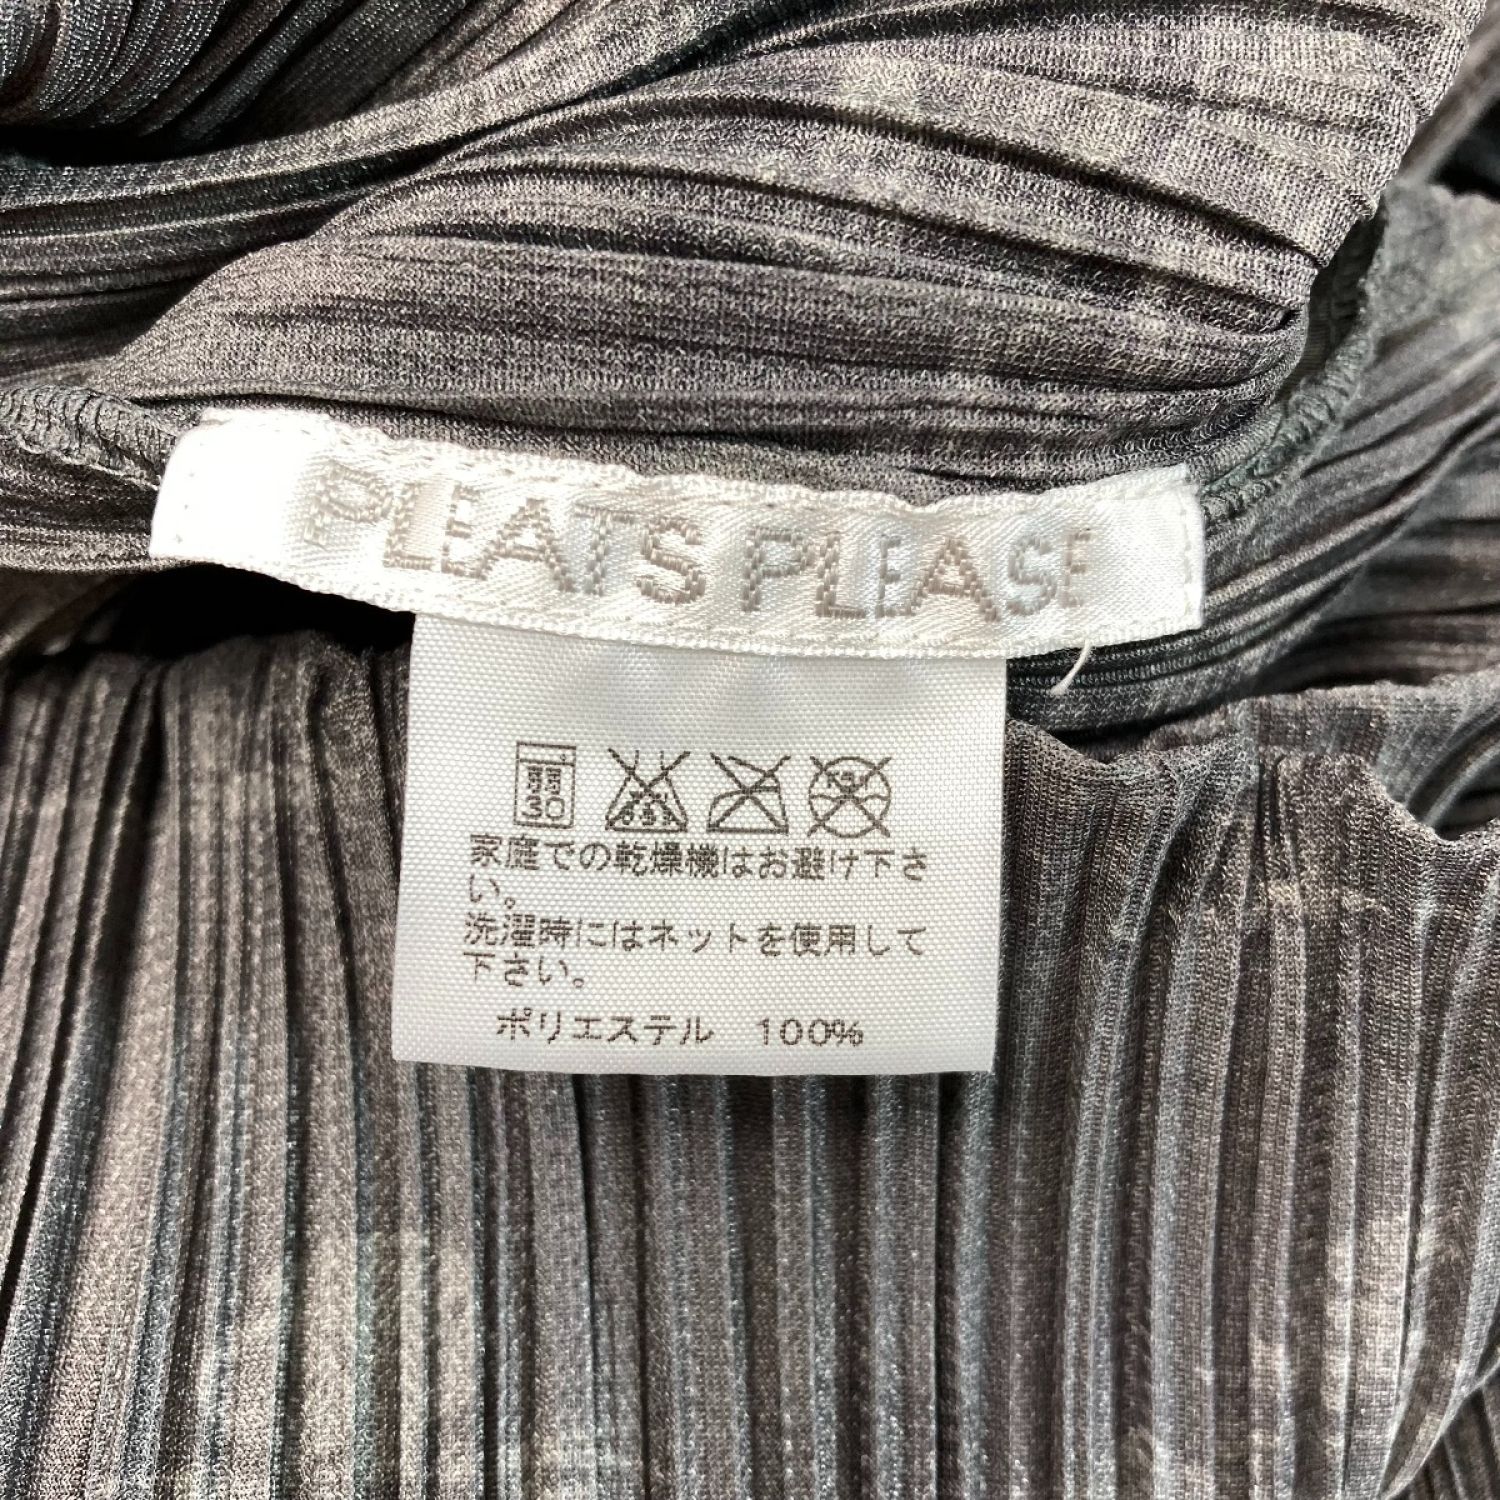 PLEATS PLEASE
30
家庭での乾燥機はお避け下さ
い。
洗濯時にはネットを使用して
下さい。
ポリエステル 100%